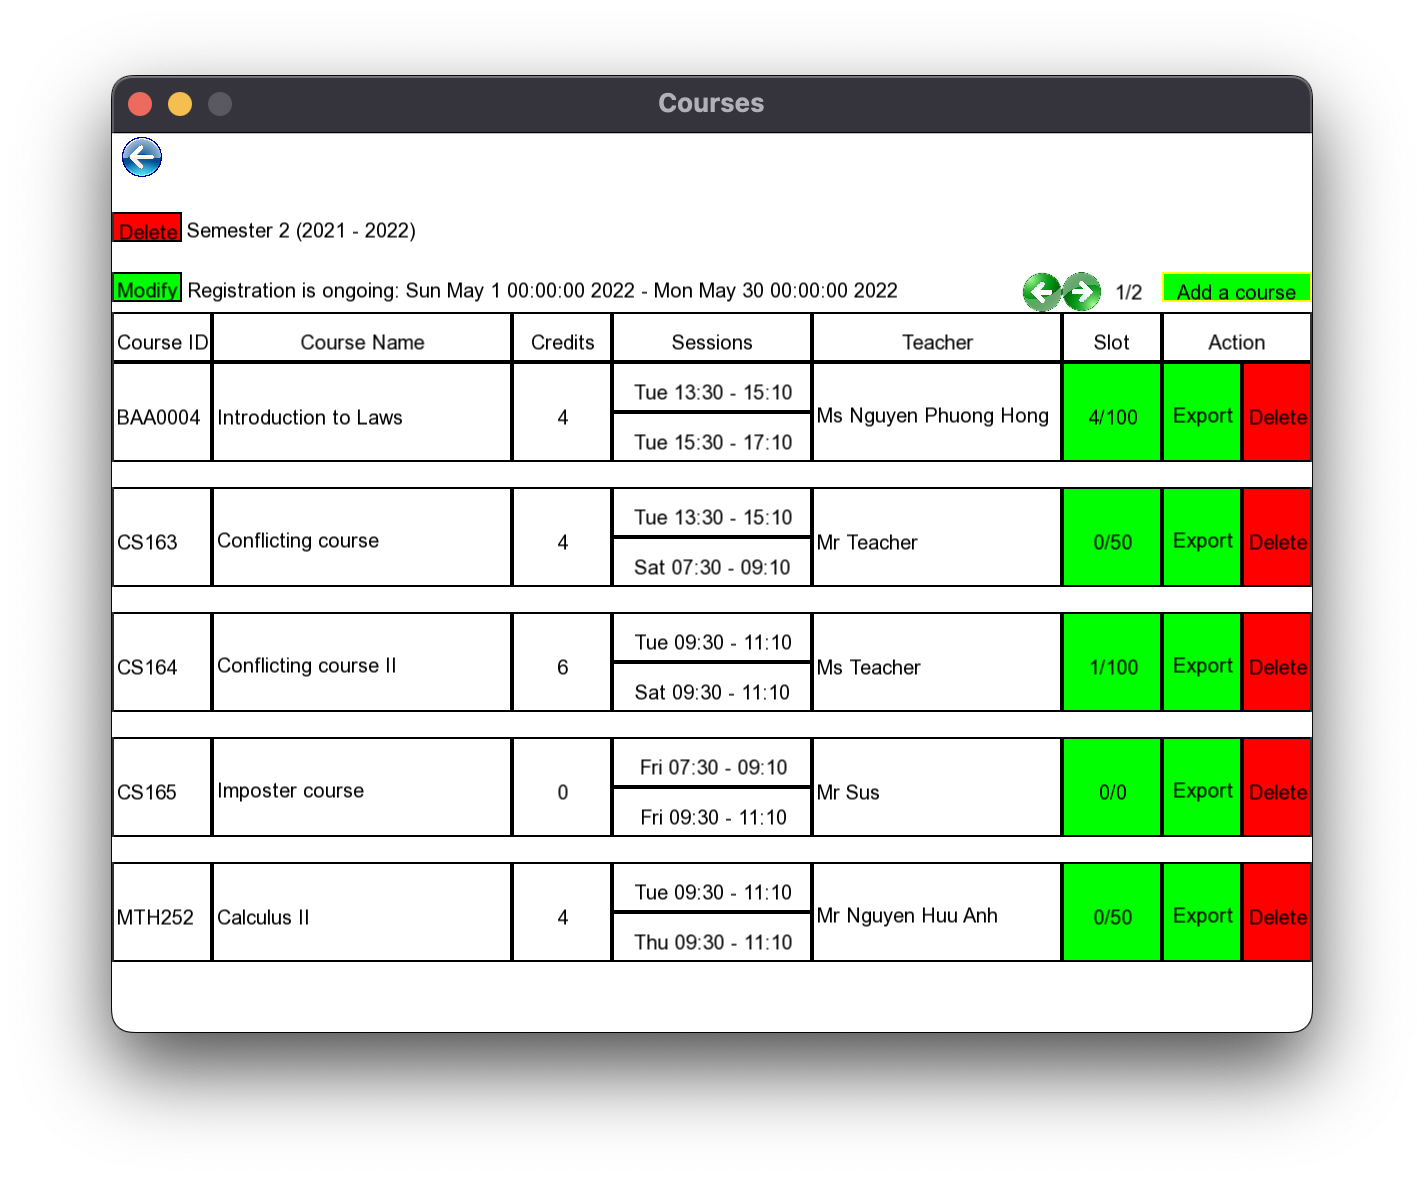 Courses
Delete Semester 2 (2021 - 2022)
Modify Registration is ongoing: Sun May 1 00:00:00 2022 - Mon May 30 00:00:00 2022 1/2 Add a course
Course ID Course Name Credits Sessions Teacher Slot Action
BAA0004 Introduction to Laws 4 Tue 13:30 - 15:10 Ms Nguyen Phuong Hong 4/100 Export Delete
Tue 15:30 - 17:10
CS163 Conflicting course 4 Tue 13:30 - 15:10 Mr Teacher 0/50 Export Delete
Sat 07:30 - 09:10
CS164 Conflicting course II 6 Tue 09:30 - 11:10 Ms Teacher 1/100 Export Delete
Sat 09:30 - 11:10
CS165 Imposter course 0 Fri 07:30 - 09:10 Mr Sus 0/0 Export Delete
Fri 09:30 - 11:10
MTH252 Calculus II 4 Tue 09:30 - 11:10 Mr Nguyen Huu Anh 0/50 Export Delete
Thu 09:30 - 11:10